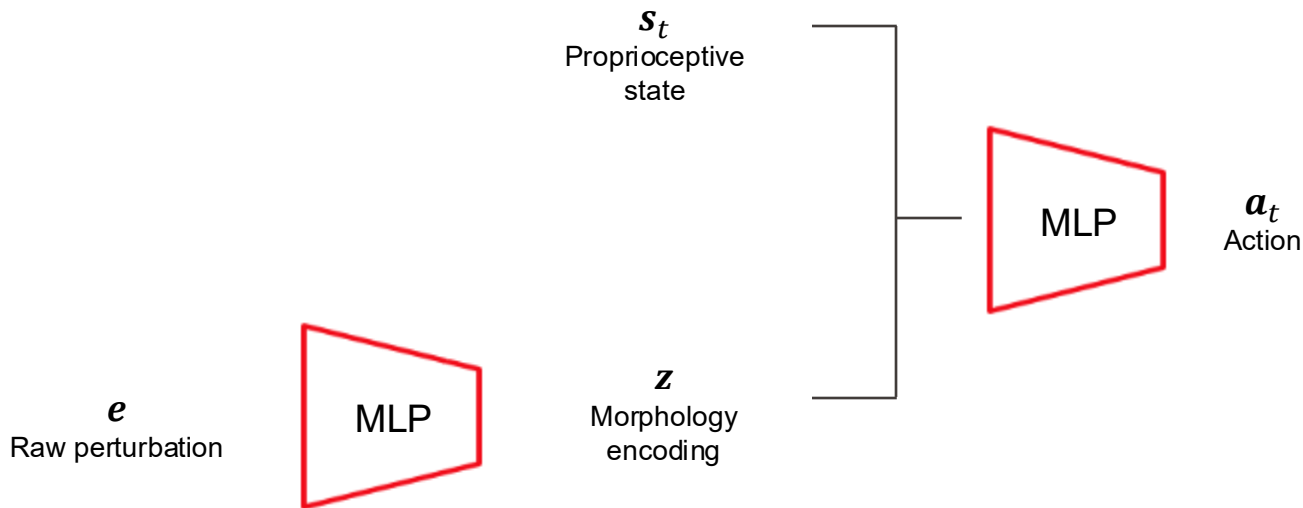 s_t
Proprioceptive
state
MLP
a_t
Action
e
Raw perturbation
MLP
z
Morphology
encoding